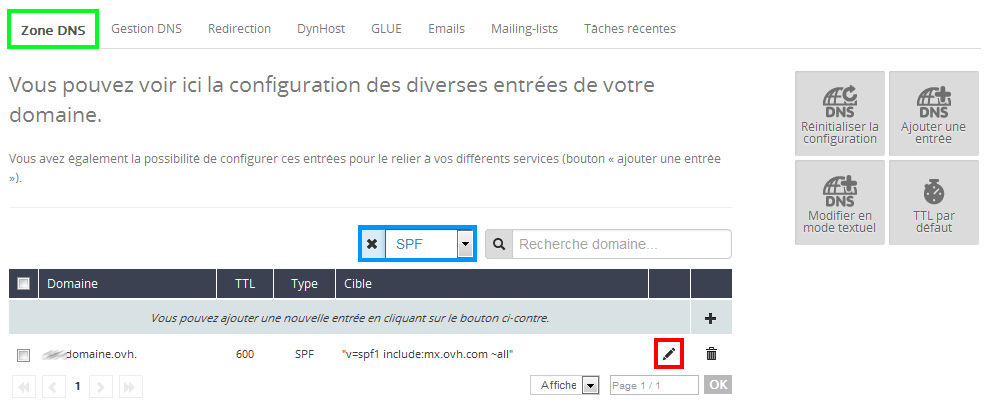 Zone DNS Gestion DNS Redirection DynHost GLUE Emails Mailing-lists Tâches récentes
Vous pouvez voir ici la configuration des diverses entrées de votre
domaine.
Vous avez également la possibilité de configurer ces entrées pour le relier à vos différents services (bouton « ajouter une entrée
»).
DNS
Réinitialiser la
configuration
DNS
Ajouter une
entrée
DNS
Modifier en
mode textuel
TTL par
défaut
SPF Recherche domaine...
Domaine TTL Type Cible
Vous pouvez ajouter une nouvelle entrée en cliquant sur le bouton ci-contre.
domaine.ovh. 600 SPF "v=spf1 include:mx.ovh.com ~all"
1 Affiche Page 1 / 1 OK